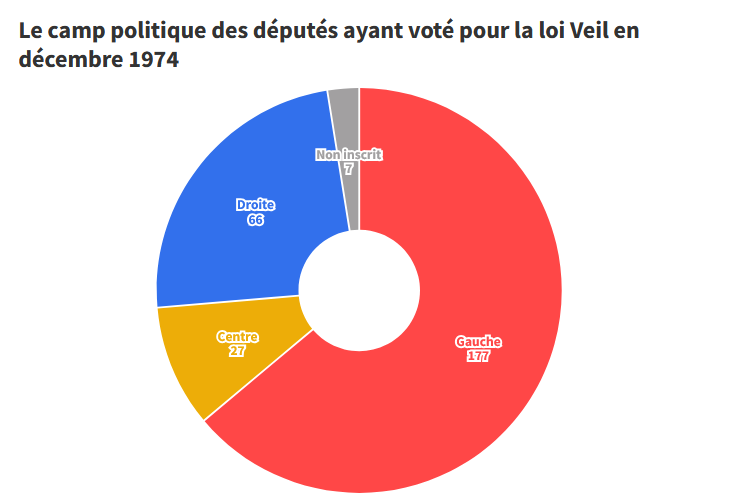 Le camp politique des députés ayant voté pour la loi Veil en
décembre 1974
Non inscrit
7
Droite
66
Centre
27
Gauche
177